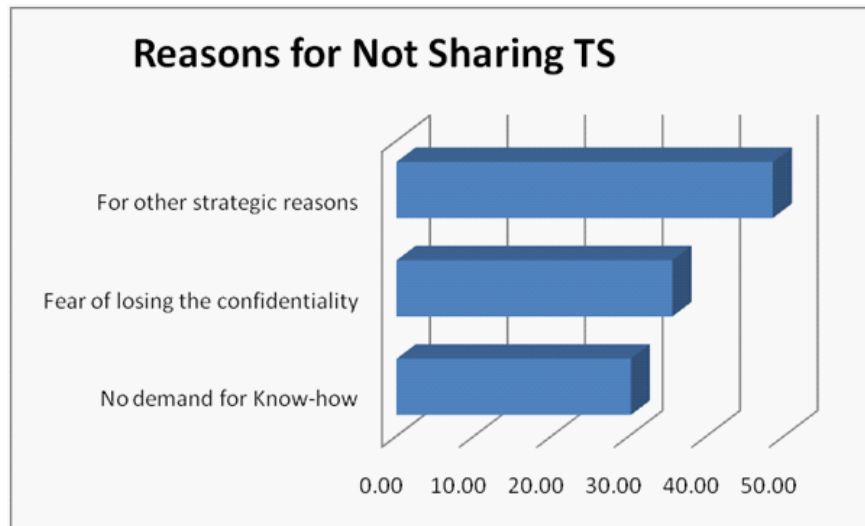 Reasons for Not Sharing TS
For other strategic reasons
Fear of losing the confidentiality
No demand for Know-how
0.00 10.00 20.00 30.00 40.00 50.00